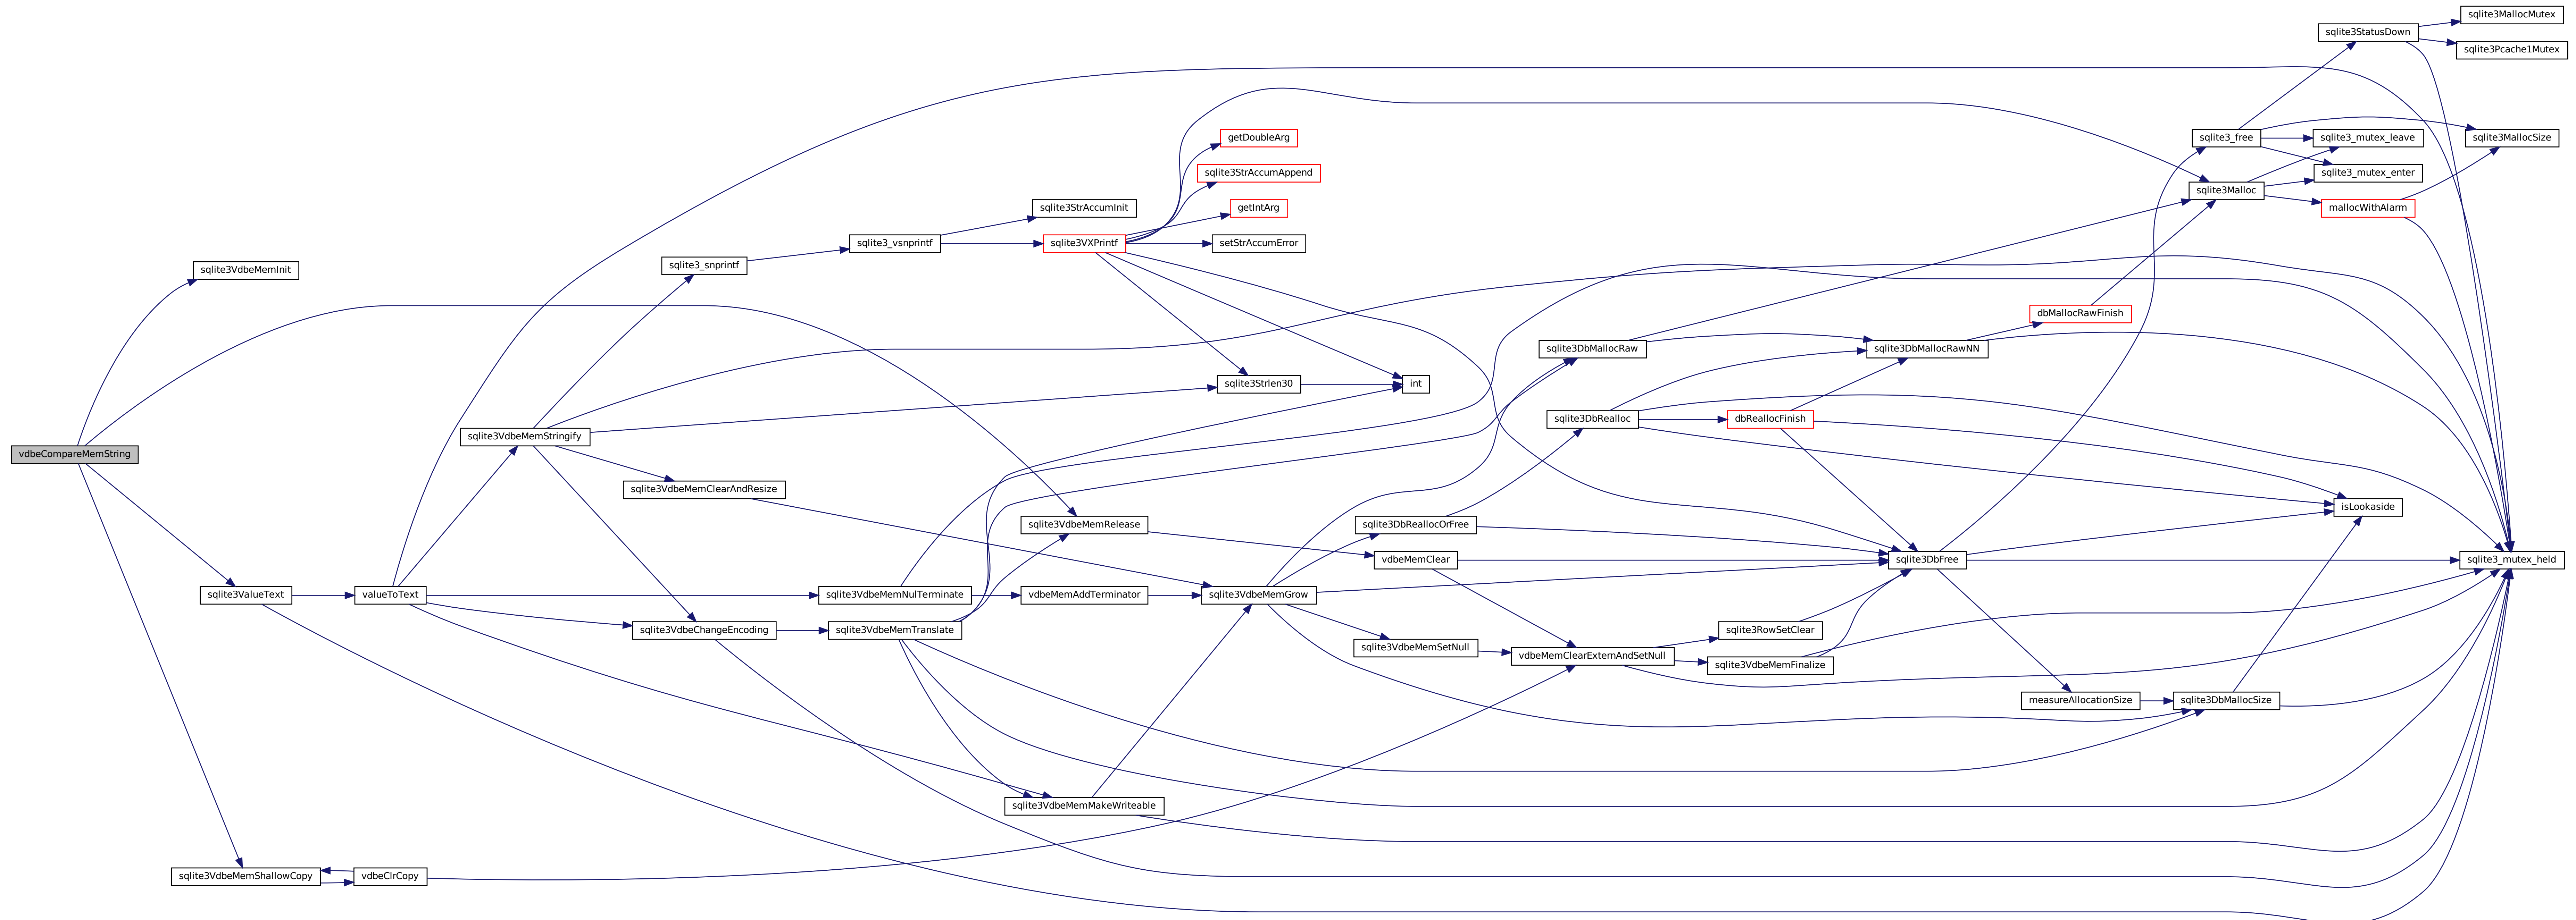 vdbeCompareMemString
sqlite3VdbeMemInit
sqlite3ValueText
sqlite3VdbeMemShallowCopy
valueToText
vdbeClrCopy
sqlite3VdbeMemStringify
sqlite3_snprintf
sqlite3VdbeMemClearAndResize
sqlite3VdbeChangeEncoding
sqlite3_vsnprintf
sqlite3VdbeMemNulTerminate
sqlite3VdbeMemTranslate
sqlite3StrAccumInit
sqlite3VXPrintf
sqlite3VdbeMemRelease
vdbeMemAddTerminator
sqlite3VdbeMemMakeWriteable
getDoubleArg
sqlite3StrAccumAppend
getIntArg
setStrAccumError
sqlite3Strlen30
sqlite3VdbeMemGrow
int
sqlite3DbReallocOrFree
vdbeMemClear
sqlite3VdbeMemSetNull
sqlite3DbMallocRaw
sqlite3DbRealloc
vdbeMemClearExternAndSetNull
dbReallocFinish
sqlite3RowSetClear
sqlite3VdbeMemFinalize
sqlite3DbMallocRawNN
sqlite3DbFree
dbMallocRawFinish
measureAllocationSize
sqlite3_free
sqlite3Malloc
sqlite3DbMallocSize
sqlite3StatusDown
sqlite3_mutex_leave
sqlite3_mutex_enter
mallocWithAlarm
isLookaside
sqlite3MallocMutex
sqlite3Pcache1Mutex
sqlite3MallocSize
sqlite3_mutex_held